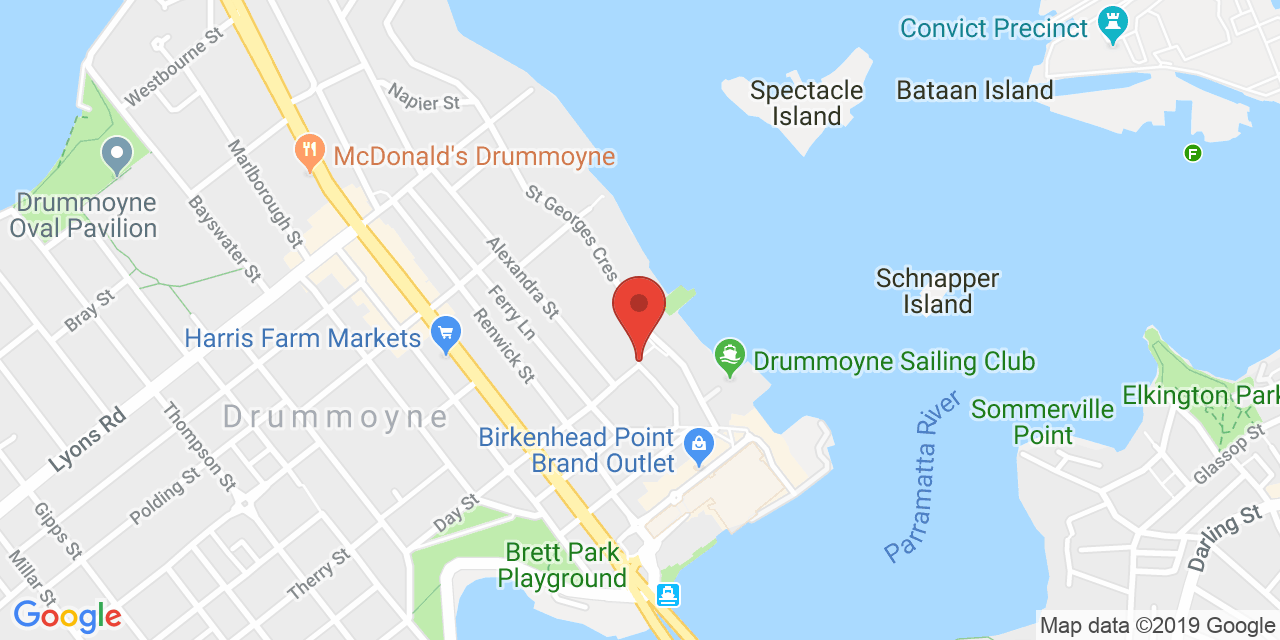 Convict Precinct
Westbourne St
Napier St
Spectacle
Island
Bataan Island
F
McDonald's Drummoyne
Marlborough St
Drummoyne
Oval Pavilion
Bayswater St
St Georges Cres
Alexandra St
Schnapper
Island
Bray St
Ferry Ln
Renwick St
Harris Farm Markets
Drummoyne Sailing Club
Elkington Park
Drummoyne
Lyons Rd
Sommerville
Point
Parramatta River
Glassop St
Thompson St
Birkenhead Point
Brand Outlet
Polding St
Day St
Gipps St
Darling St
Brett Park
Playground
Therry St
Millar St
Google
Map data ©2019 Google